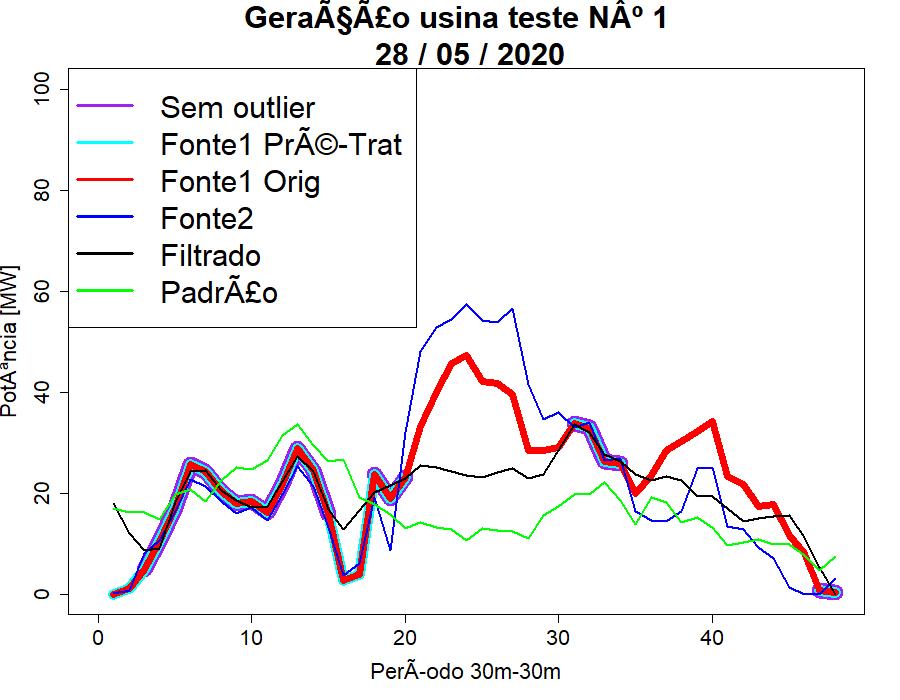 GeraÃ§Ã£o usina teste NÂº 1
28 / 05 / 2020
Sem outlier
Fonte1 PrÃ©-Trat
Fonte1 Orig
Fonte2
Filtrado
PadrÃ£o
PotÃªncia [MW]
100
80
60
40
20
0
0 10 20 30 40
PerÃ­-odo 30m-30m